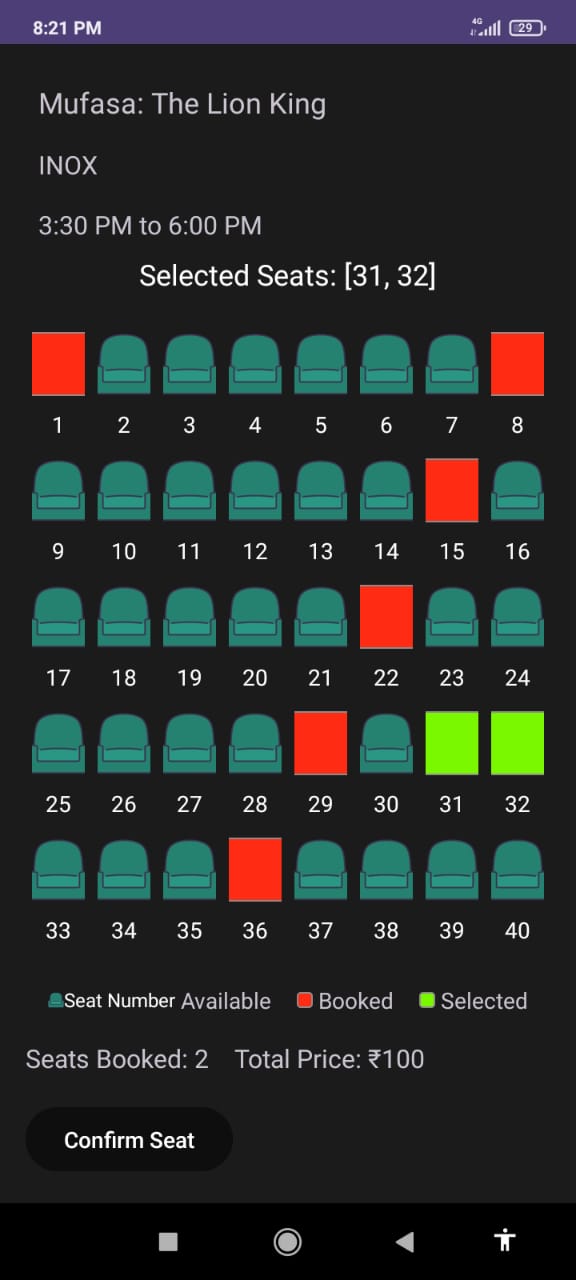 8:21 PM 4G 29
Mufasa: The Lion King
INOX
3:30 PM to 6:00 PM
Selected Seats: [31, 32]
1 2 3 4 5 6 7 8
9 10 11 12 13 14 15 16
17 18 19 20 21 22 23 24
25 26 27 28 29 30 31 32
33 34 35 36 37 38 39 40
Seat Number Available Booked Selected
Seats Booked: 2 Total Price: ₹100
Confirm Seat